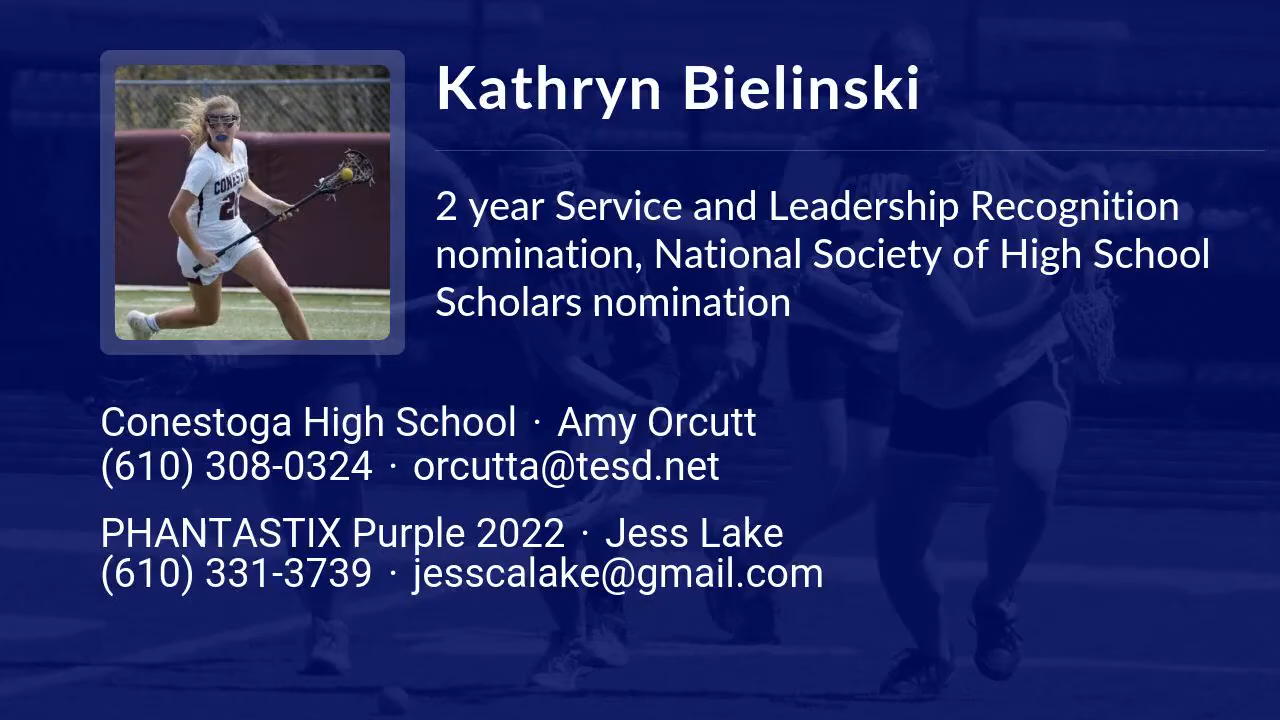 Kathryn Bielinski
2 year Service and Leadership Recognition
nomination, National Society of High School
Scholars nomination
Conestoga High School · Amy Orcutt
(610) 308-0324 · orcutta@tesd.net
PHANTASTIX Purple 2022 · Jess Lake
(610) 331-3739 · jesscalake@gmail.com